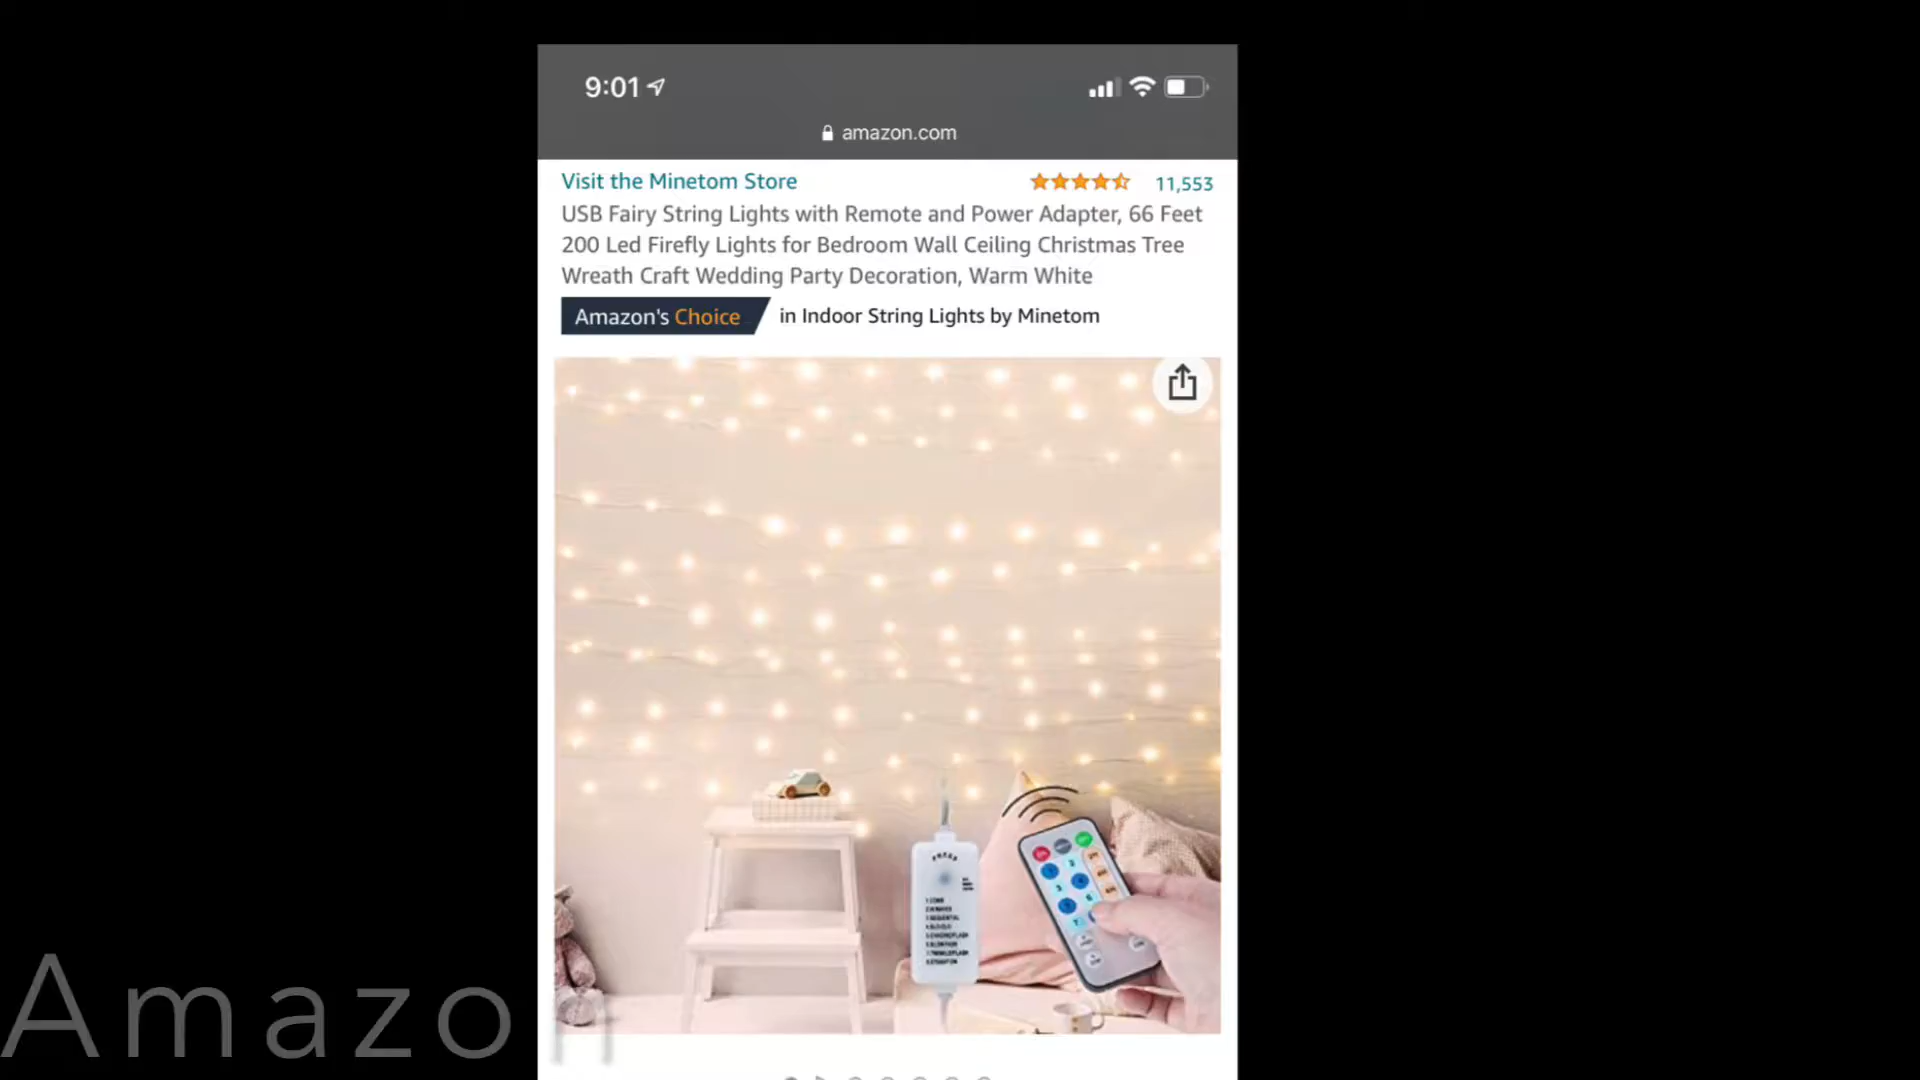 9:01
amazon.com
Visit the Minetom Store
11,553
USB Fairy String Lights with Remote and Power Adapter, 66 Feet
200 Led Firefly Lights for Bedroom Wall Ceiling Christmas Tree
Wreath Craft Wedding Party Decoration, Warm White
Amazon's Choice in Indoor String Lights by Minetom
Amazon